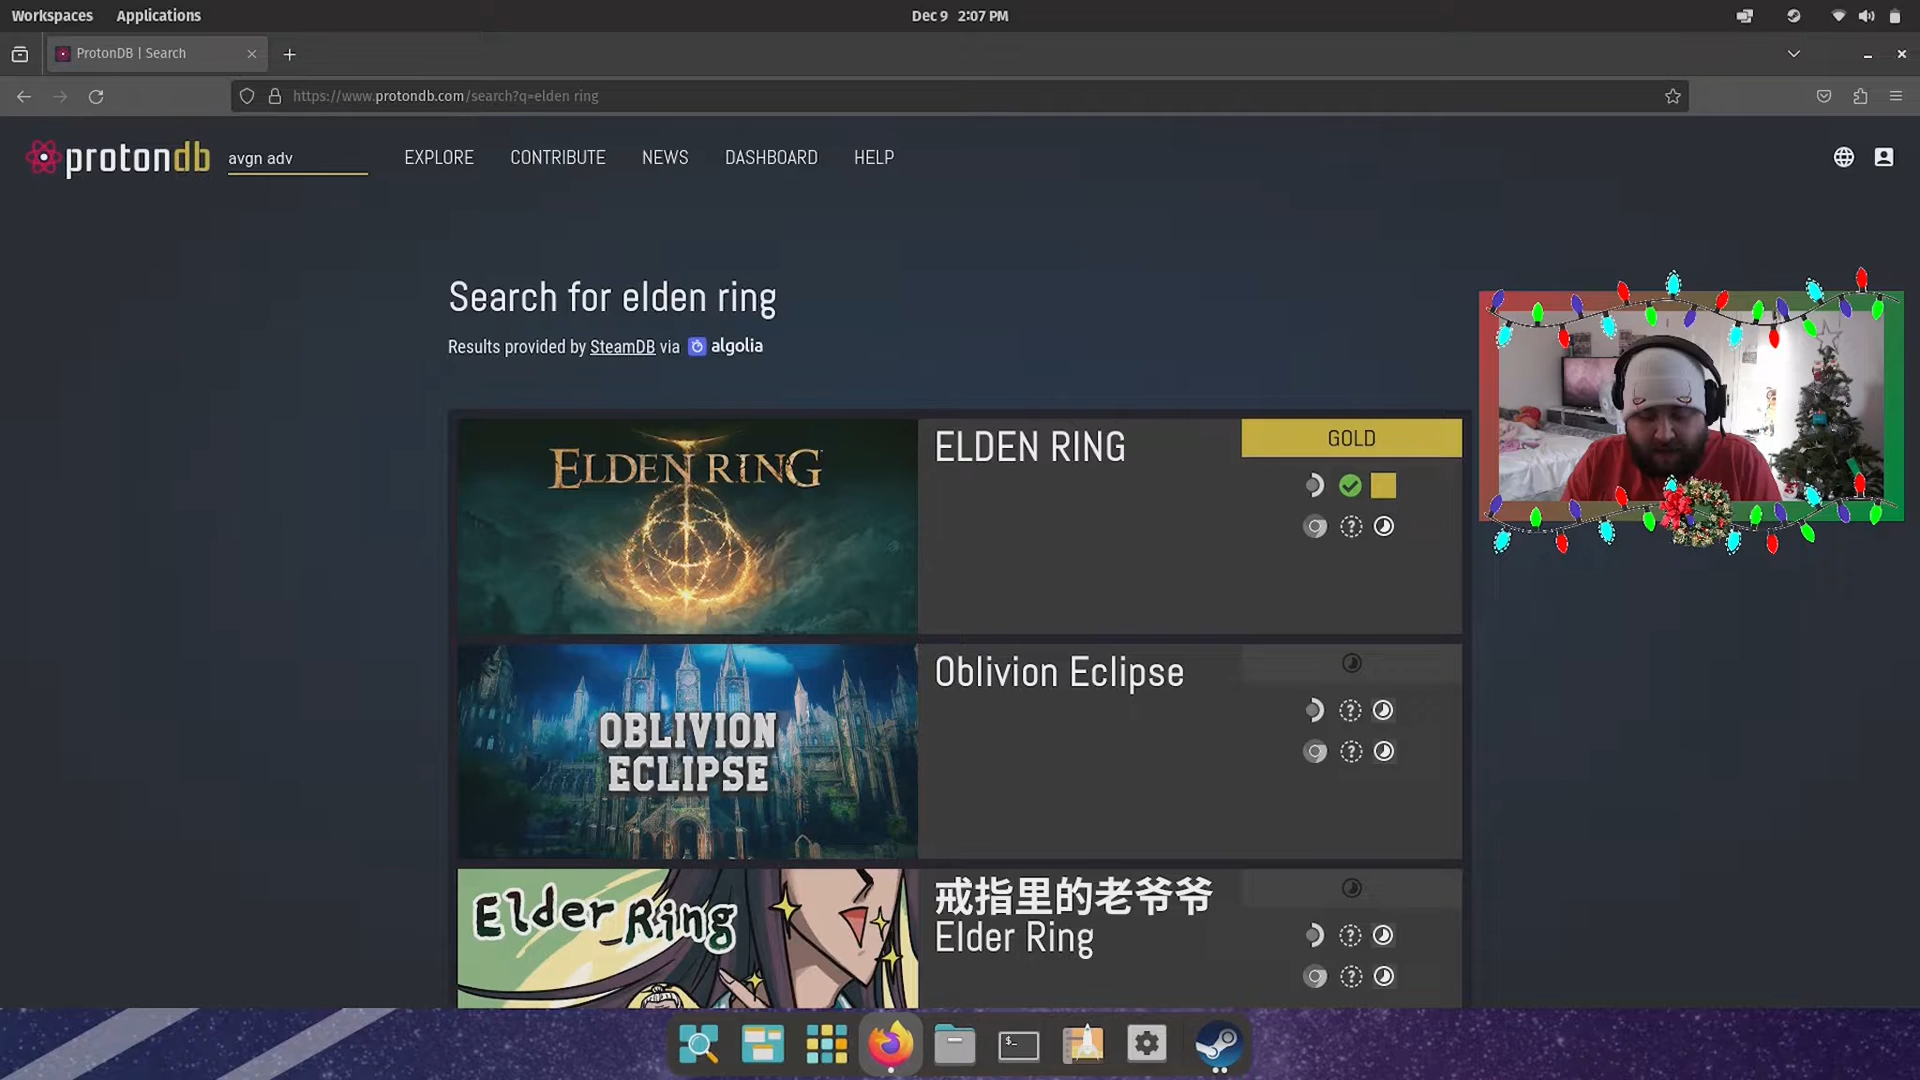 Workspaces Applications Dec 9 2:07 PM
ProtonDB | Search
https://www.protondb.com/search?q=elden ring
protondb avgn adv EXPLORE CONTRIBUTE NEWS DASHBOARD HELP
Search for elden ring
Results provided by SteamDB via algolia
ELDEN RING
ELDEN RING
GOLD
OBLIVION
ECLIPSE
Oblivion Eclipse
Elder_Ring
戒指里的老爷爷
Elder Ring
$_